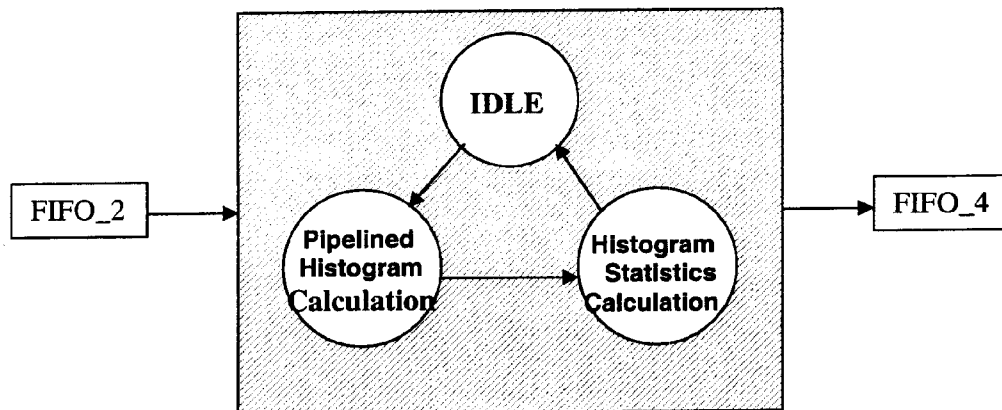 IDLE
FIFO_2
Pipelined
Histogram
Calculation
Histogram
Statistics
Calculation
FIFO_4